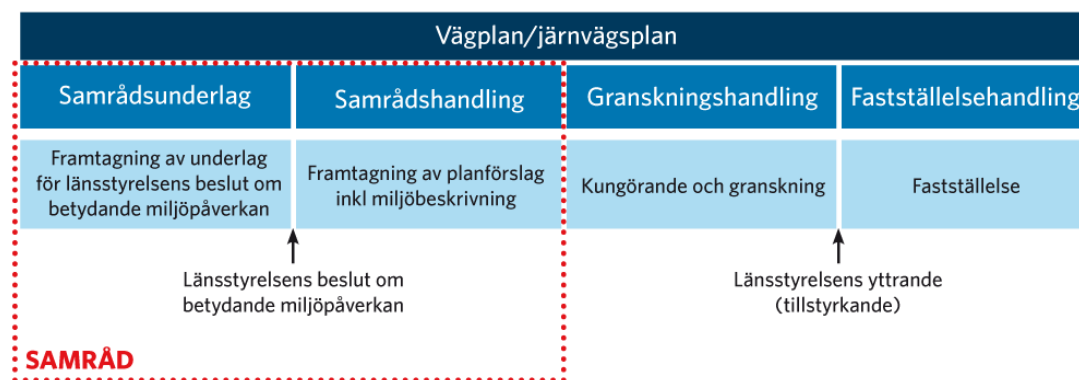 Vägplan/järnvägsplan
Samrådsunderlag
Samrådshandling
Granskningshandling
Fastställelsehandling
Framtagning av underlag
för länsstyrelsens beslut om
betydande miljöpåverkan
Framtagning av planförslag
inkl miljöbeskrivning
Kungörande och granskning
Fastställelse
Länsstyrelsens beslut om
betydande miljöpåverkan
Länsstyrelsens yttrande
(tillstyrkande)
SAMRÅD